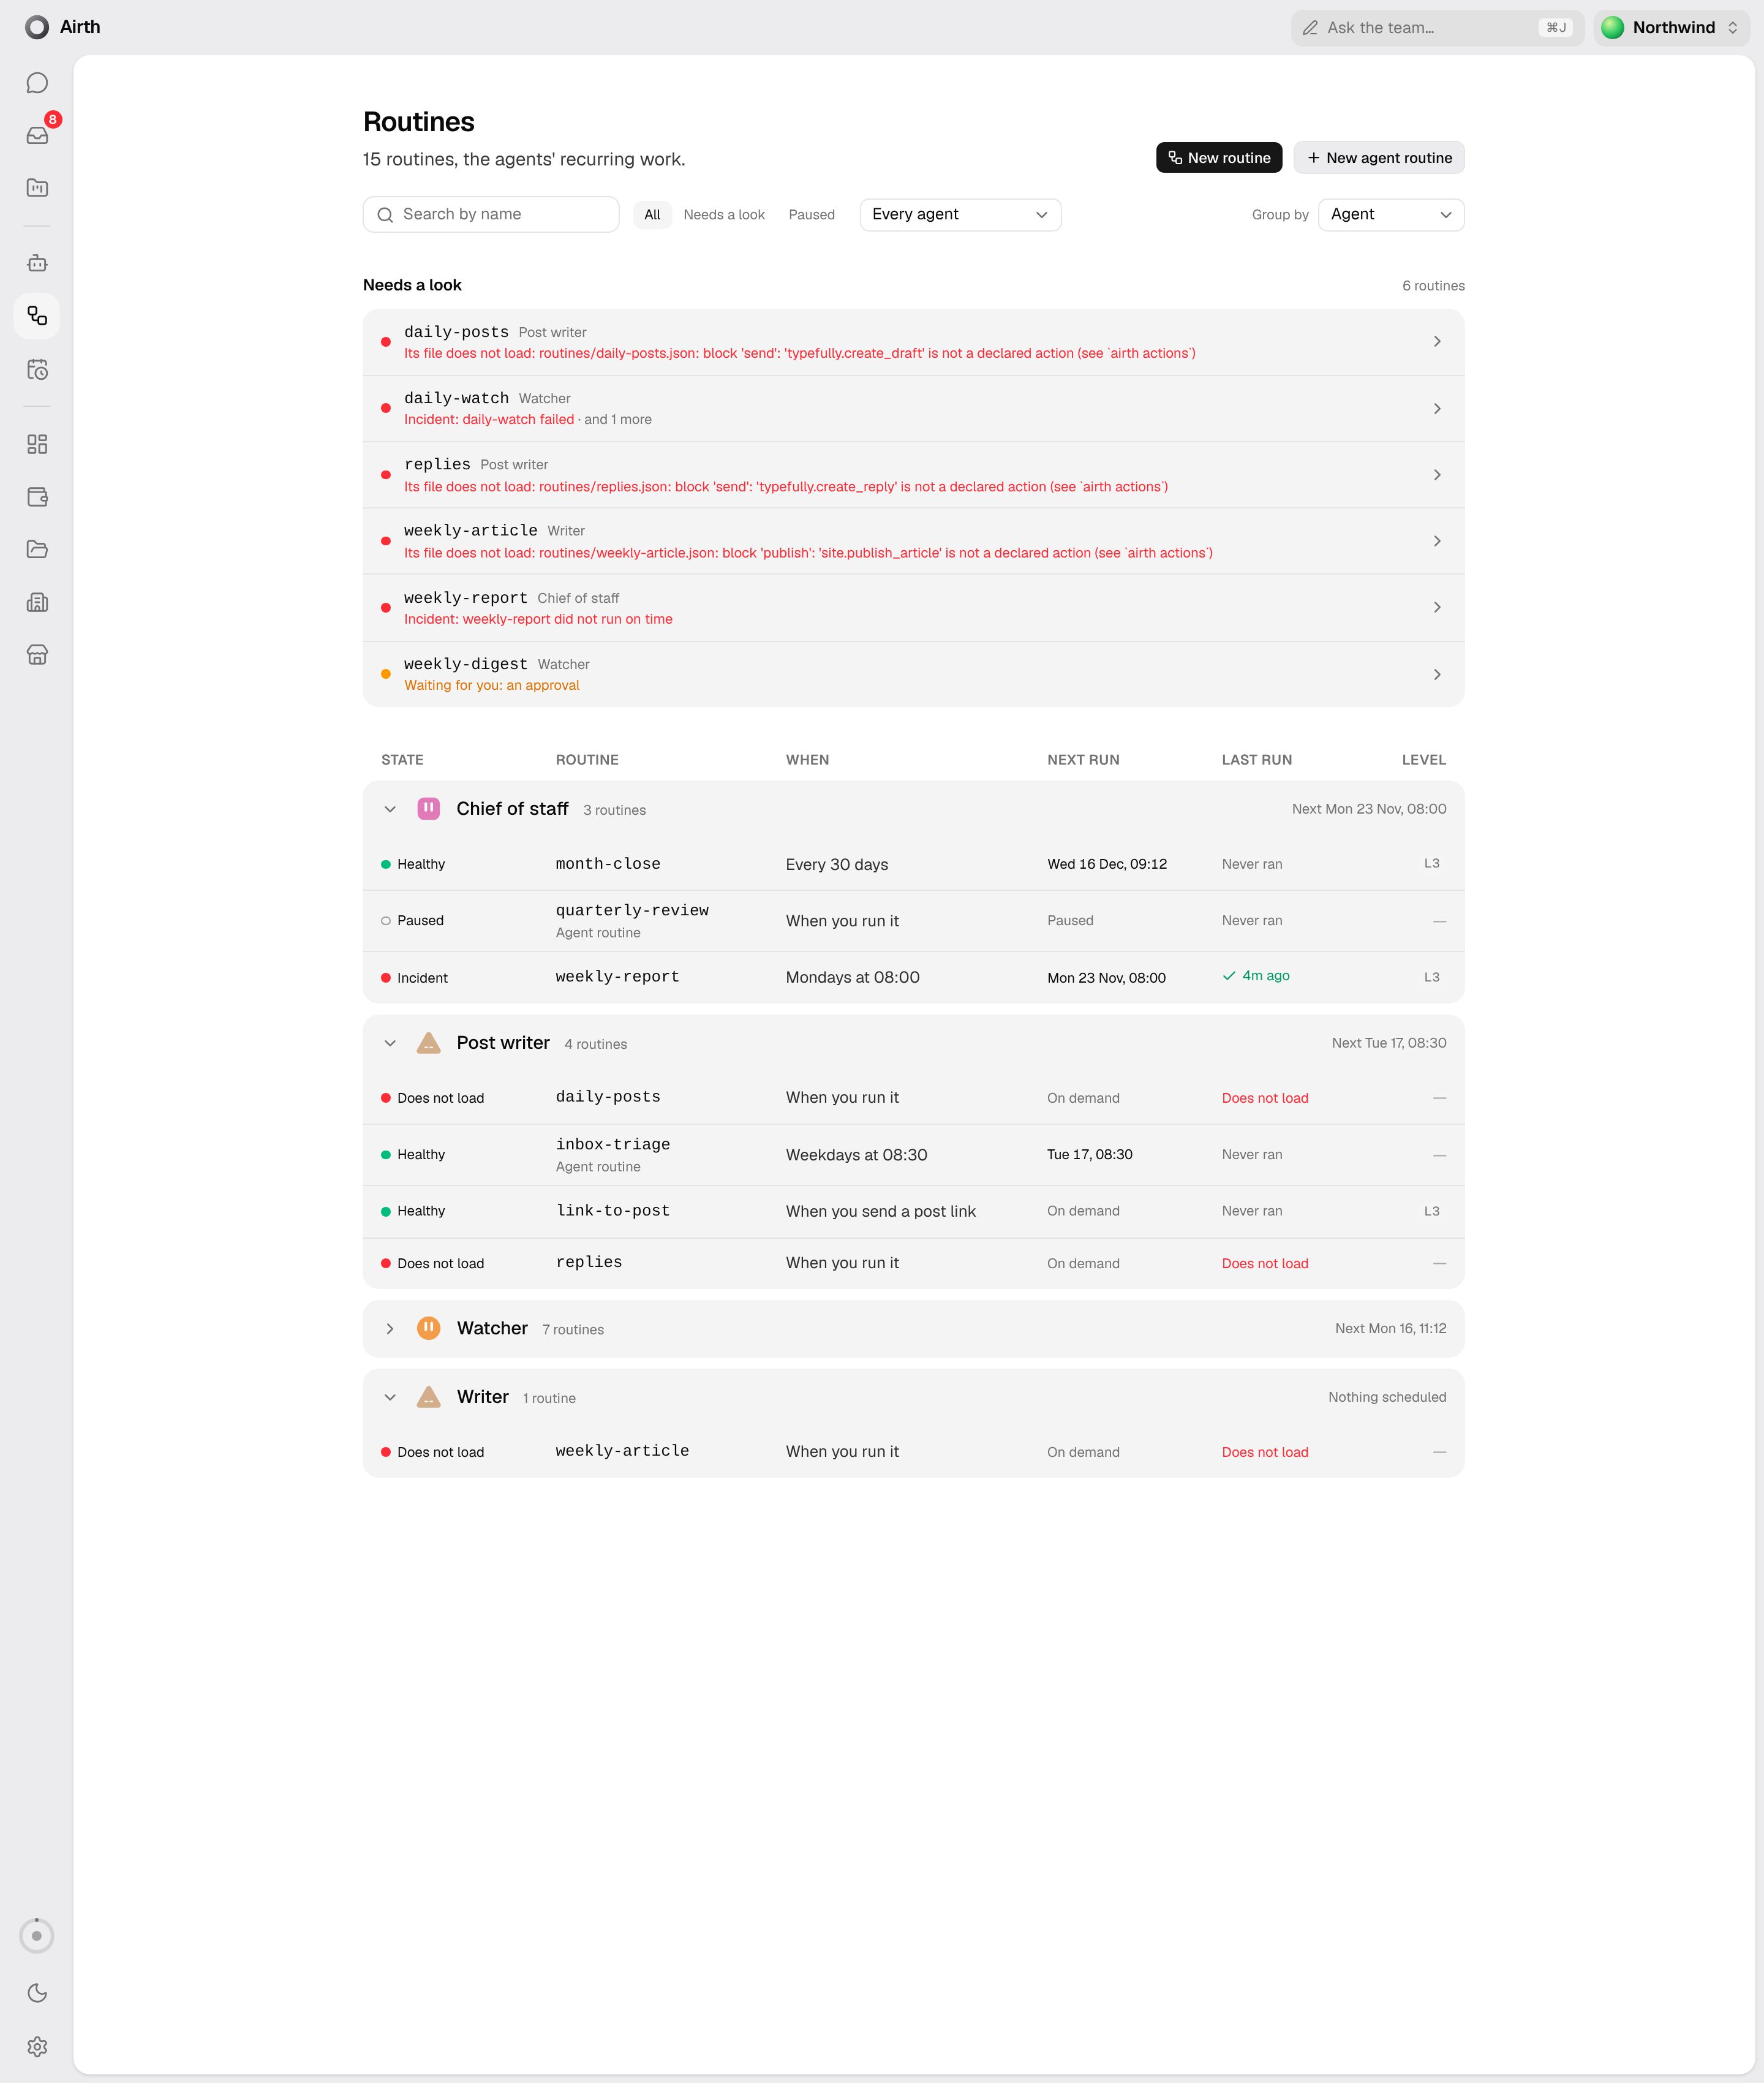 Airth
Ask the team... ⌘J
Northwind
8
Routines
15 routines, the agents' recurring work.
New routine
New agent routine
Search by name
All
Needs a look
Paused
Every agent
Group by
Agent
Needs a look
6 routines
daily-posts Post writer
Its file does not load: routines/daily-posts.json: block 'send': 'typefully.create_draft' is not a declared action (see `airth actions`)
daily-watch Watcher
Incident: daily-watch failed · and 1 more
replies Post writer
Its file does not load: routines/replies.json: block 'send': 'typefully.create_reply' is not a declared action (see `airth actions`)
weekly-article Writer
Its file does not load: routines/weekly-article.json: block 'publish': 'site.publish_article' is not a declared action (see `airth actions`)
weekly-report Chief of staff
Incident: weekly-report did not run on time
weekly-digest Watcher
Waiting for you: an approval
STATE ROUTINE WHEN NEXT RUN LAST RUN LEVEL
Chief of staff 3 routines Next Mon 23 Nov, 08:00
Healthy month-close Every 30 days Wed 16 Dec, 09:12 Never ran L3
Paused quarterly-review When you run it Paused Never ran —
Agent routine
Incident weekly-report Mondays at 08:00 Mon 23 Nov, 08:00 4m ago L3
Post writer 4 routines Next Tue 17, 08:30
Does not load daily-posts When you run it On demand Does not load —
Healthy inbox-triage Weekdays at 08:30 Tue 17, 08:30 Never ran —
Agent routine
Healthy link-to-post When you send a post link On demand Never ran L3
Does not load replies When you run it On demand Does not load —
Watcher 7 routines Next Mon 16, 11:12
Writer 1 routine Nothing scheduled
Does not load weekly-article When you run it On demand Does not load —